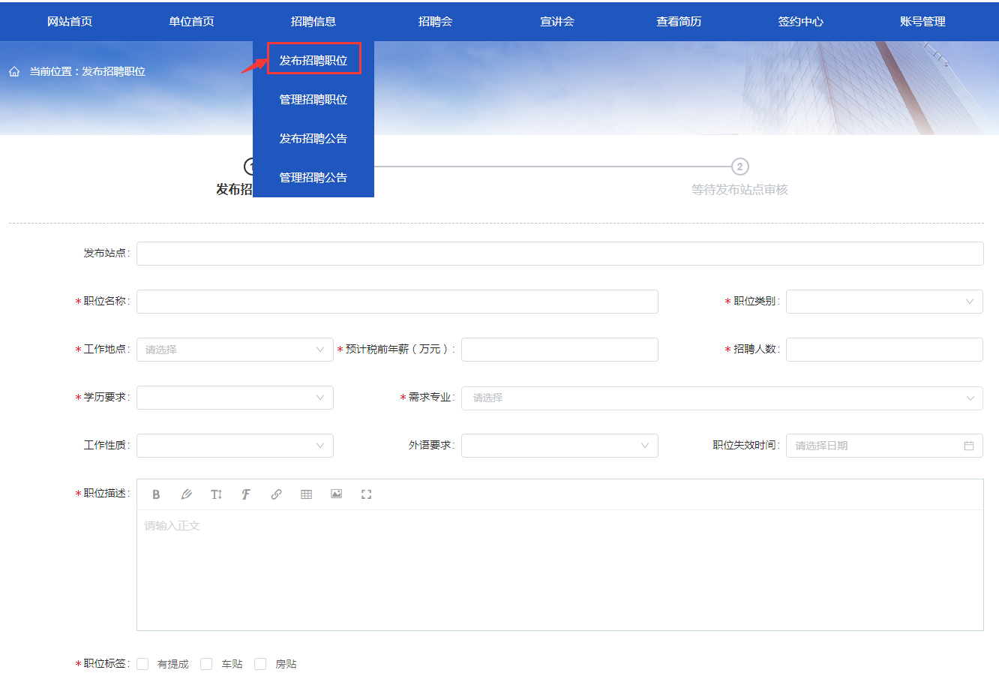 网站首页 单位首页 招聘信息 招聘会 宣讲会 查看简历 签约中心 账号管理
发布招聘职位
当前位置：发布招聘职位
管理招聘职位
发布招聘公告
管理招聘公告
1 2
发布招 等待发布站点审核
发布站点:
* 职位名称: * 职位类别:
* 工作地点: 请选择 * 预计税前年薪（万元）: * 招聘人数:
* 学历要求: * 需求专业: 请选择
工作性质: 外语要求: 职位失效时间: 请选择日期
* 职位描述: B T F
请输入正文
* 职位标签: 有提成 车贴 房贴